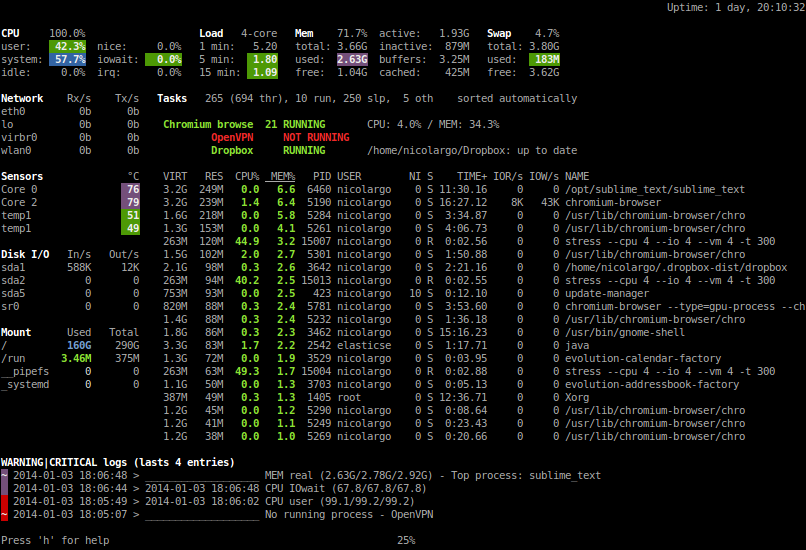 Uptime: 1 day, 20:10:32
CPU 100.0% Load 4-core Mem 71.7% active: 1.93G Swap 4.7%
user: 42.3% nice: 0.0% 1 min: 5.20 total: 3.66G inactive: 879M total: 3.80G
system: 57.7% iowait: 0.0% 5 min: 1.80 used: 2.63G buffers: 3.25M used: 183M
idle: 0.0% irq: 0.0% 15 min: 1.09 free: 1.04G cached: 425M free: 3.62G
Network Rx/s Tx/s Tasks 265 (694 thr), 10 run, 250 slp, 5 oth sorted automatically
eth0 0b 0b
lo 0b 0b Chromium browse 21 RUNNING CPU: 4.0% / MEM: 34.3%
virbr0 0b 0b OpenVPN NOT RUNNING
wlan0 0b 0b Dropbox RUNNING /home/nicolargo/Dropbox: up to date
Sensors °C VIRT RES CPU% MEM% PID USER NI S TIME+ IOR/s IOW/s NAME
Core 0 76 3.2G 249M 0.0 6.6 6460 nicolargo 0 S 11:30.16 0 0 /opt/sublime_text/sublime_text
Core 2 79 3.2G 239M 1.4 6.4 5190 nicolargo 0 S 16:27.12 8K 43K chromium-browser
temp1 51 1.6G 218M 0.0 5.8 5284 nicolargo 0 S 3:34.87 0 0 /usr/lib/chromium-browser/chro
temp1 49 1.3G 153M 0.0 4.1 5261 nicolargo 0 S 4:06.73 0 0 /usr/lib/chromium-browser/chro
263M 120M 44.9 3.2 15007 nicolargo 0 R 0:02.56 0 0 stress --cpu 4 --io 4 --vm 4 -t 300
Disk I/O In/s Out/s 1.5G 102M 2.0 2.7 5301 nicolargo 0 S 1:50.88 0 0 /usr/lib/chromium-browser/chro
sda1 588K 12K 2.1G 98M 0.3 2.6 3642 nicolargo 0 S 2:21.16 0 0 /home/nicolargo/.dropbox-dist/dropbox
sda2 0 0 263M 94M 40.2 2.5 15013 nicolargo 0 R 0:02.55 0 0 stress --cpu 4 --io 4 --vm 4 -t 300
sda5 0 0 753M 93M 0.0 2.5 423 nicolargo 10 S 0:12.10 0 0 update-manager
sr0 0 0 820M 88M 0.3 2.4 5781 nicolargo 0 S 3:53.60 0 0 chromium-browser --type=gpu-process --ch
1.4G 88M 0.3 2.4 5232 nicolargo 0 S 1:36.18 0 0 /usr/lib/chromium-browser/chro
Mount Used Total 1.8G 86M 0.3 2.3 3462 nicolargo 0 S 15:16.23 0 0 /usr/bin/gnome-shell
/ 160G 290G 3.3G 83M 1.7 2.2 2542 elasticse 0 S 1:17.71 0 0 java
/run 3.46M 375M 1.3G 72M 0.0 1.9 3529 nicolargo 0 S 0:03.95 0 0 evolution-calendar-factory
__pipefs 0 0 263M 63M 49.3 1.7 15004 nicolargo 0 R 0:02.88 0 0 stress --cpu 4 --io 4 --vm 4 -t 300
_systemd 0 0 1.1G 50M 0.0 1.3 3703 nicolargo 0 S 0:05.13 0 0 evolution-addressbook-factory
387M 49M 0.3 1.3 1405 root 0 S 12:36.71 0 0 Xorg
1.2G 45M 0.0 1.2 5290 nicolargo 0 S 0:08.64 0 0 /usr/lib/chromium-browser/chro
1.2G 41M 0.0 1.1 5249 nicolargo 0 S 0:23.43 0 0 /usr/lib/chromium-browser/chro
1.2G 38M 0.0 1.0 5269 nicolargo 0 S 0:20.66 0 0 /usr/lib/chromium-browser/chro
WARNING|CRITICAL logs (lasts 4 entries)
~ 2014-01-03 18:06:48 > ___________________ MEM real (2.63G/2.78G/2.92G) - Top process: sublime_text
2014-01-03 18:06:44 > 2014-01-03 18:06:48 CPU IOwait (67.8/67.8/67.8)
2014-01-03 18:05:49 > 2014-01-03 18:06:02 CPU user (99.1/99.2/99.2)
~ 2014-01-03 18:05:07 > ___________________ No running process - OpenVPN
Press 'h' for help 25%